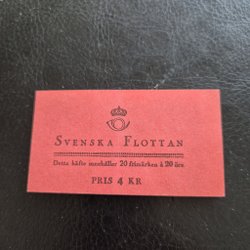 SVENSKA FLOTTAN
Detta häfte innehåller 20 frimärken à 20 öre
PRIS 4 KR